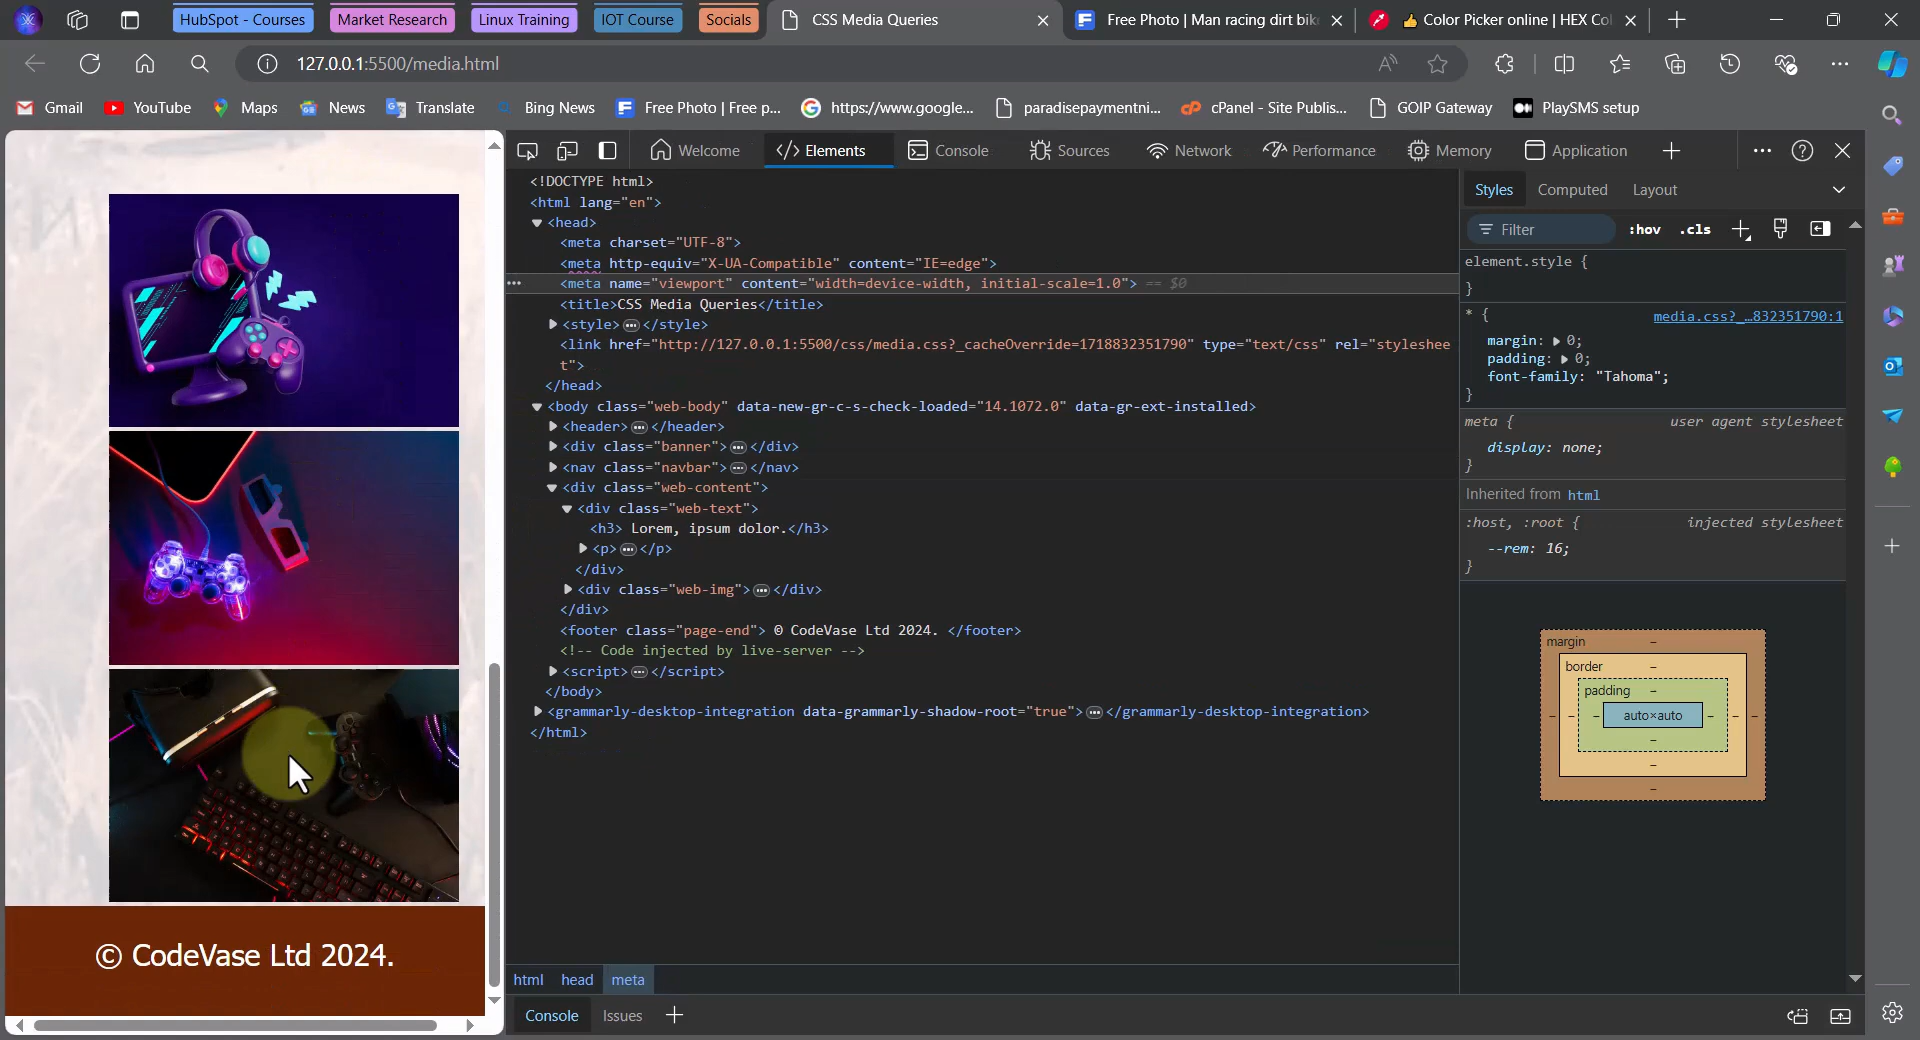 HubSpot - Courses
Market Research
Linux Training
IOT Course
Socials
CSS Media Queries
Free Photo | Man racing dirt bik
Color Picker online | HEX Col
127.0.0.1:5500/media.html
Gmail
YouTube
Maps
News
Translate
Bing News
Free Photo | Free p...
https://www.google...
paradisepaymentni...
cPanel - Site Publis...
GOIP Gateway
PlaySMS setup
Welcome
Elements
Console
Sources
Network
Performance
Memory
Application
<!DOCTYPE html>
<html lang="en">
<head>
<meta charset="UTF-8">
<meta http-equiv="X-UA-Compatible" content="IE=edge">
<meta name="viewport" content="width=device-width, initial-scale=1.0"> == $0
<title>CSS Media Queries</title>
<style>…</style>
<link href="http://127.0.0.1:5500/css/media.css?_cacheOverride=1718832351790" type="text/css" rel="styleshee
t">
</head>
<body class="web-body" data-new-gr-c-s-check-loaded="14.1072.0" data-gr-ext-installed>
<header>…</header>
<div class="banner">…</div>
<nav class="navbar">…</nav>
<div class="web-content">
<div class="web-text">
<h3> Lorem, ipsum dolor.</h3>
<p>…</p>
</div>
<div class="web-img">…</div>
</div>
<footer class="page-end"> © CodeVase Ltd 2024. </footer>
<!-- Code injected by live-server -->
<script>…</script>
</body>
<grammarly-desktop-integration data-grammarly-shadow-root="true">…</grammarly-desktop-integration>
</html>
html head meta
Console Issues
Styles Computed Layout
Filter :hov .cls
element.style {
}
* { media.css?_…832351790:1
margin: 0;
padding: 0;
font-family: "Tahoma";
}
meta { user agent stylesheet
display: none;
}
Inherited from html
:host, :root { injected stylesheet
--rem: 16;
}
margin –
border –
padding –
– – – auto×auto – – –
–
–
–
© CodeVase Ltd 2024.